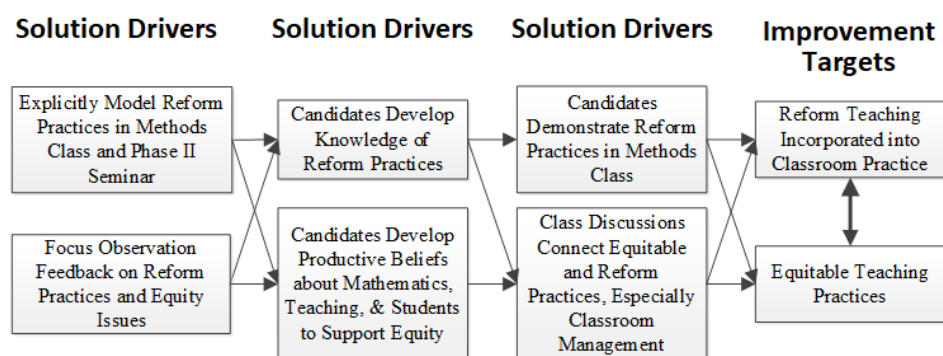 Solution Drivers
Solution Drivers
Solution Drivers
Improvement
Targets
Explicitly Model Reform
Practices in Methods
Class and Phase II
Seminar
Focus Observation
Feedback on Reform
Practices and Equity
Issues
Candidates Develop
Knowledge of
Reform Practices
Candidates Develop
Productive Beliefs
about Mathematics,
Teaching, & Students
to Support Equity
Candidates
Demonstrate Reform
Practices in Methods
Class
Class Discussions
Connect Equitable
and Reform
Practices, Especially
Classroom
Management
Reform Teaching
Incorporated into
Classroom Practice
Equitable Teaching
Practices